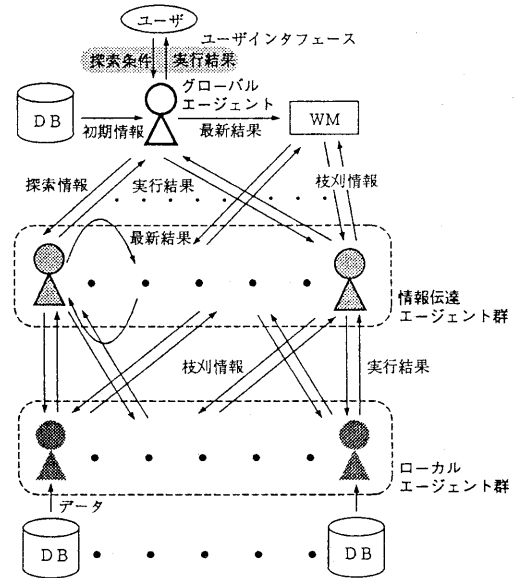 ユーザ
ユーザインタフェース
探索条件
実行結果
グローバル
エージェント
DB
初期情報
最新結果
WM
探索情報
実行結果
枝刈情報
最新結果
情報伝達
エージェント群
枝刈情報
実行結果
ローカル
エージェント群
データ
DB
DB